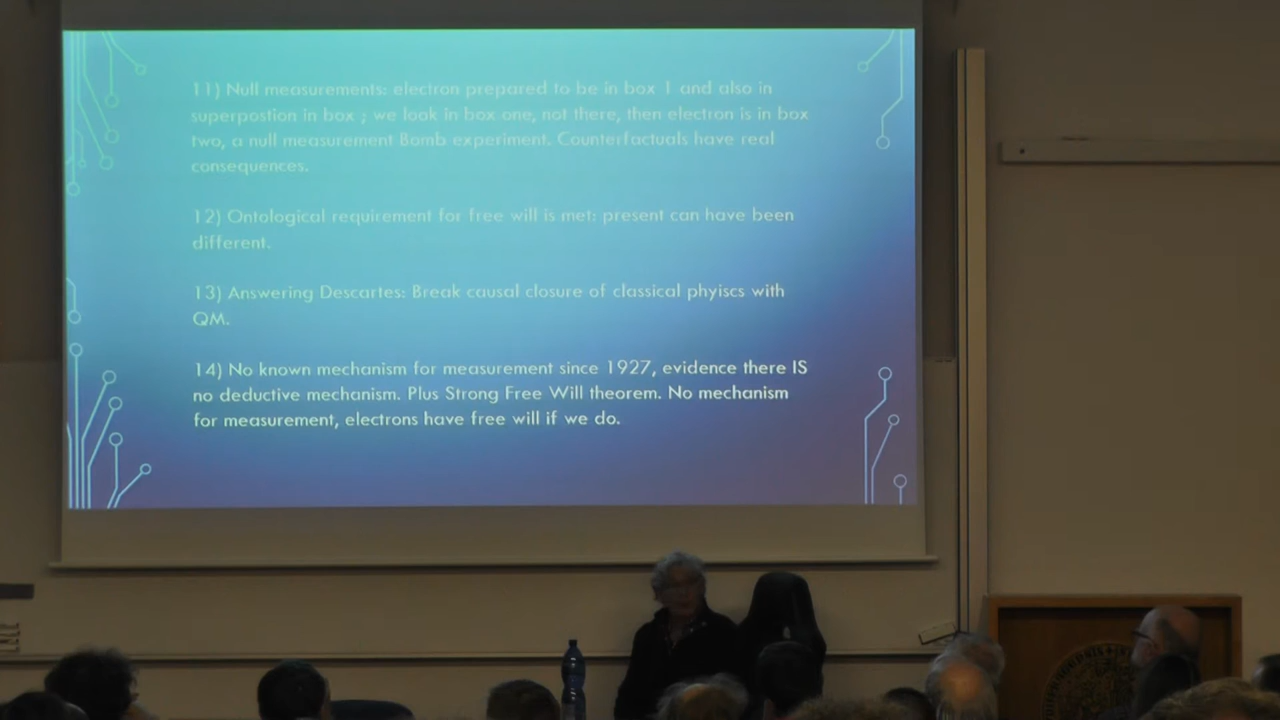 11) Null measurements: electron prepared to be in box 1 and also in
superpostion in box ; we look in box one, not there, then electron is in box
two, a null measurement Bomb experiment. Counterfactuals have real
consequences.
12) Ontological requirement for free will is met: present can have been
different.
13) Answering Descartes: Break causal closure of classical phyiscs with
QM.
14) No known mechanism for measurement since 1927, evidence there IS
no deductive mechanism. Plus Strong Free Will theorem. No mechanism
for measurement, electrons have free will if we do.